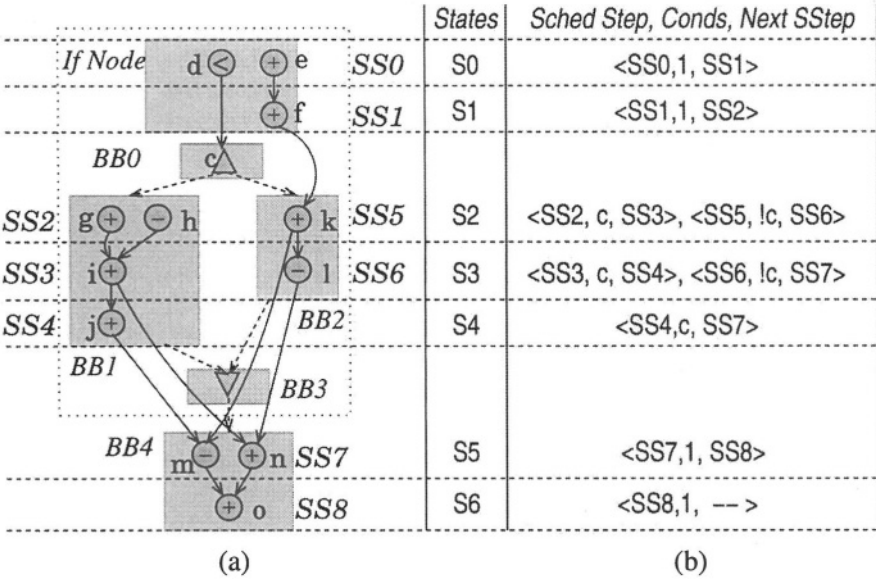 States Sched Step, Conds, Next SStep
If Node d < + e SS0 S0 <SS0,1, SS1>
+ f SS1 S1 <SS1,1, SS2>
BB0 c
SS2 g + − h + k SS5 S2 <SS2, c, SS3>, <SS5, !c, SS6>
SS3 i + − l SS6 S3 <SS3, c, SS4>, <SS6, !c, SS7>
SS4 j + BB2 S4 <SS4,c, SS7>
BB1 BB3
BB4 m − + n SS7 S5 <SS7,1, SS8>
+ o SS8 S6 <SS8,1, -- >
(a) (b)